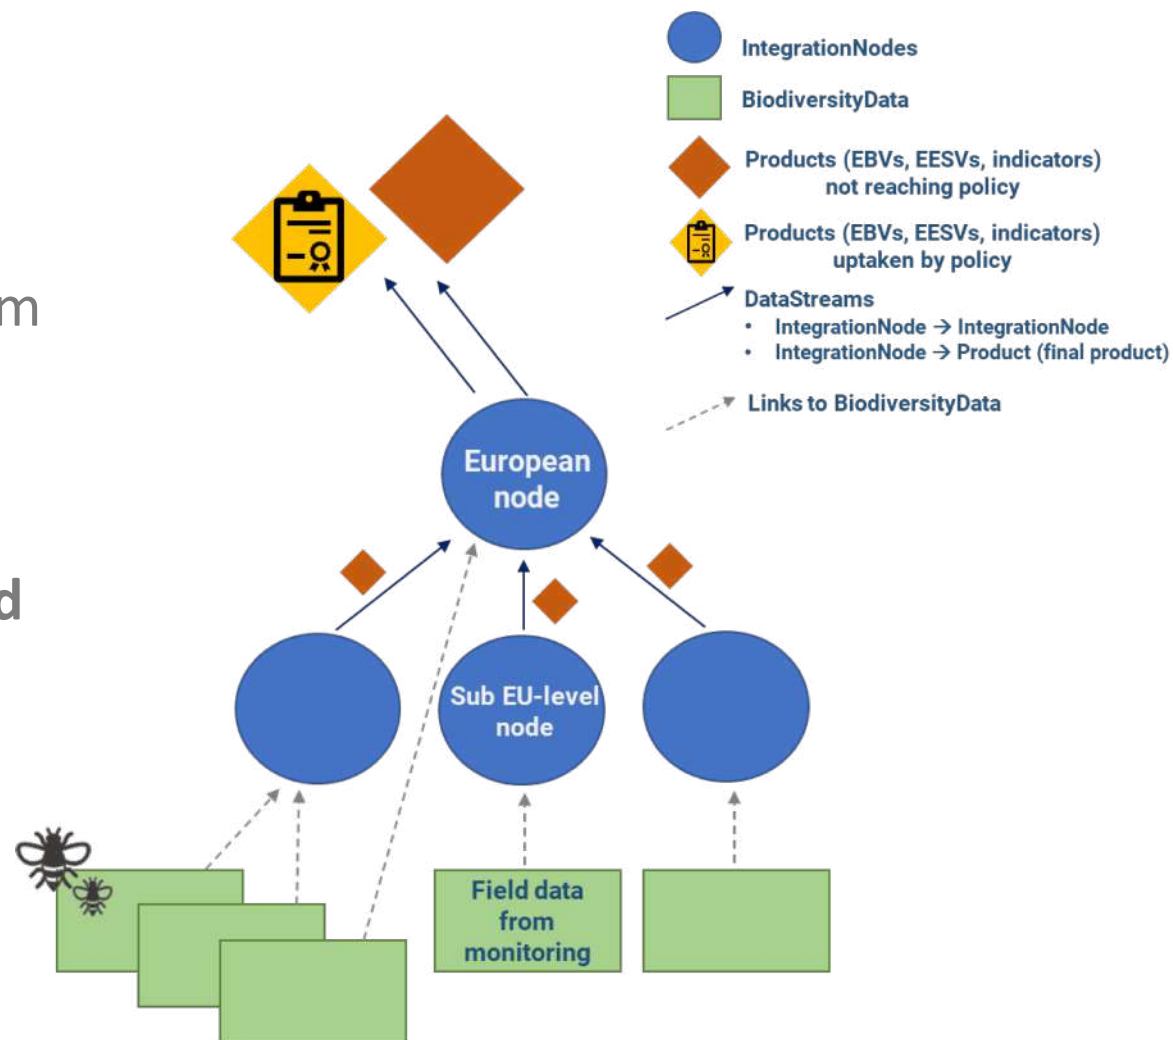 IntegrationNodes
BiodiversityData
Products (EBVs, EESVs, indicators)
not reaching policy
Products (EBVs, EESVs, indicators)
uptaken by policy
DataStreams
• IntegrationNode → IntegrationNode
• IntegrationNode → Product (final product)
Links to BiodiversityData
m
European
node
d
Sub EU-level
node
Field data
from
monitoring